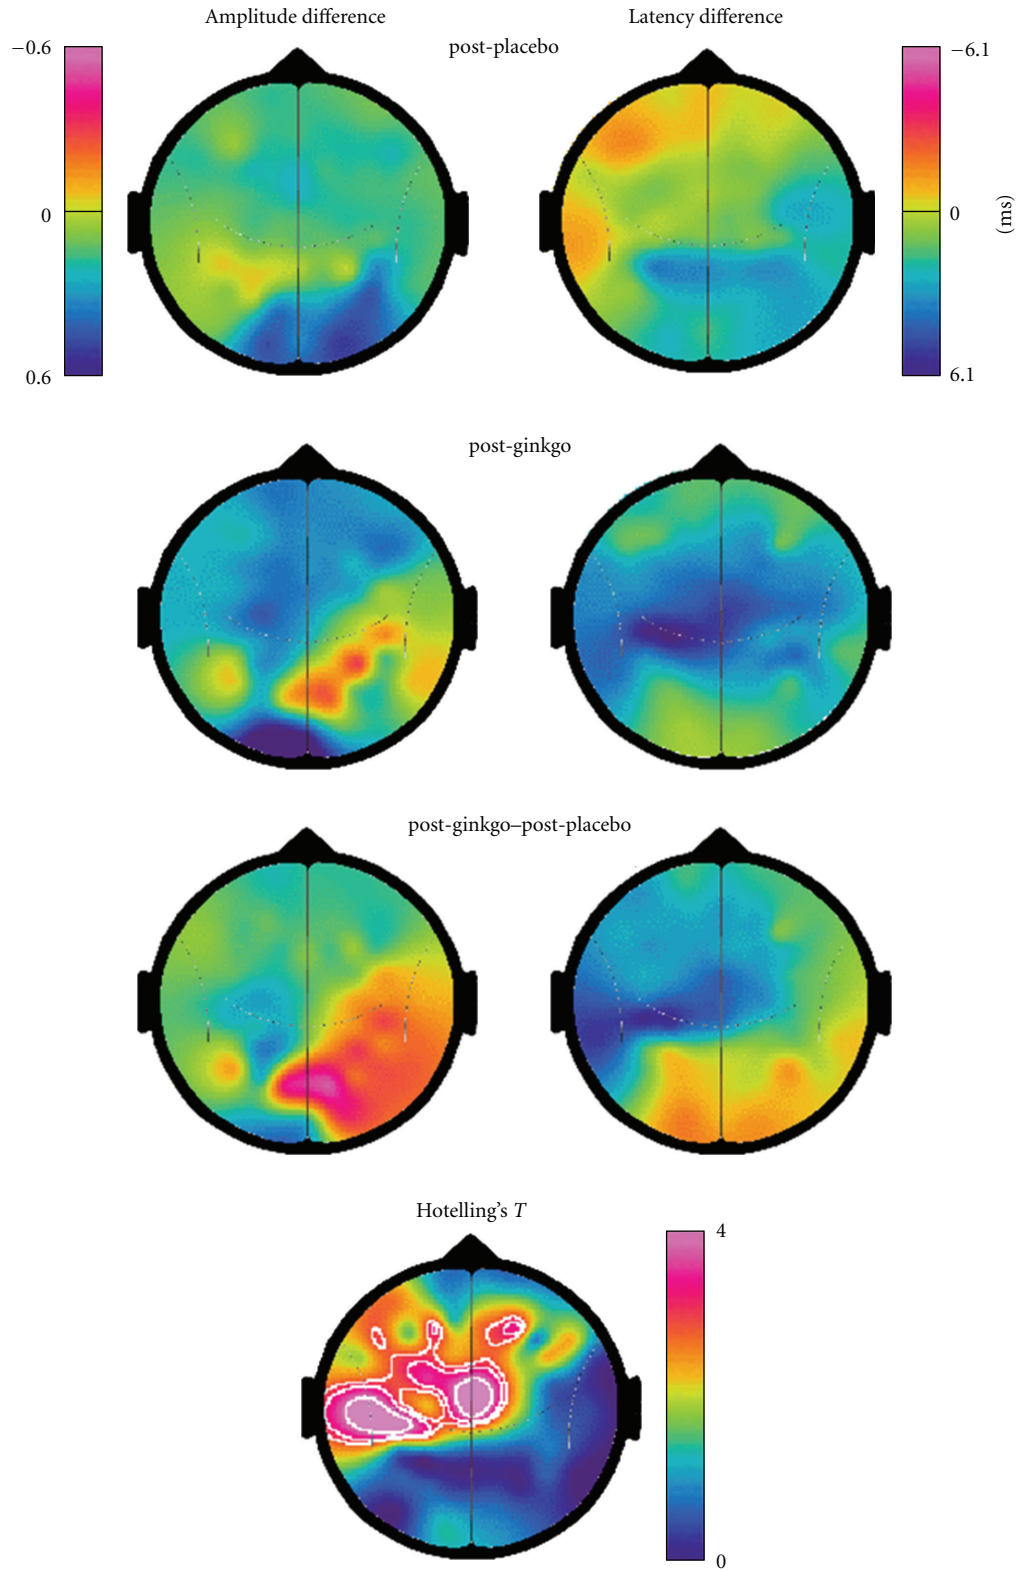 Amplitude difference
Latency difference
post-placebo
−0.6
0
0.6
−6.1
0
6.1
(ms)
post-ginkgo
post-ginkgo–post-placebo
Hotelling's T
4
0